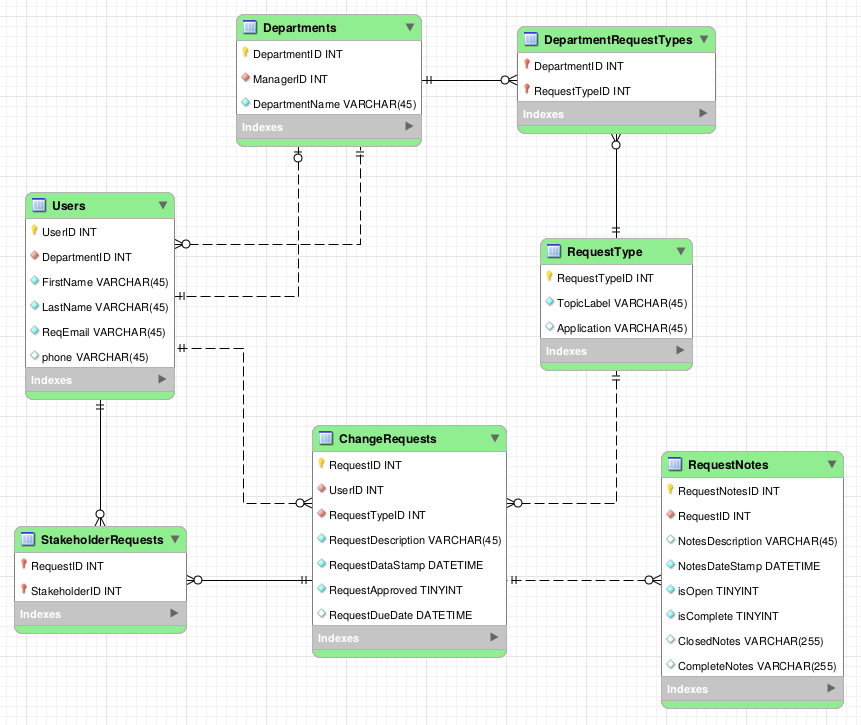 Departments
DepartmentID INT
ManagerID INT
DepartmentName VARCHAR(45)
Indexes
DepartmentRequestTypes
DepartmentID INT
RequestTypeID INT
Indexes
Users
UserID INT
DepartmentID INT
FirstName VARCHAR(45)
LastName VARCHAR(45)
ReqEmail VARCHAR(45)
phone VARCHAR(45)
Indexes
RequestType
RequestTypeID INT
TopicLabel VARCHAR(45)
Application VARCHAR(45)
Indexes
ChangeRequests
RequestID INT
UserID INT
RequestTypeID INT
RequestDescription VARCHAR(45)
RequestDataStamp DATETIME
RequestApproved TINYINT
RequestDueDate DATETIME
Indexes
RequestNotes
RequestNotesID INT
RequestID INT
NotesDescription VARCHAR(45)
NotesDateStamp DATETIME
isOpen TINYINT
isComplete TINYINT
ClosedNotes VARCHAR(255)
CompleteNotes VARCHAR(255)
Indexes
StakeholderRequests
RequestID INT
StakeholderID INT
Indexes